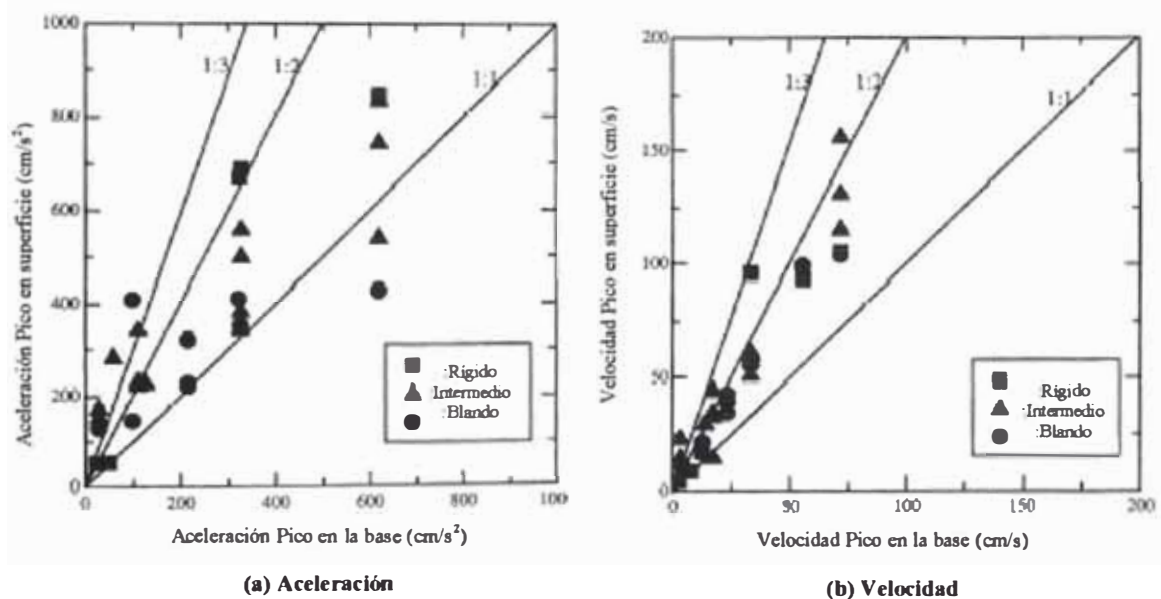 1000
800
600
400
200
0
Aceleración Pico en superficie (cm/s²)
1:3
1:2
1:1
:Rígido
:Intermedio
:Blando
0 200 400 600 800 100
Aceleración Pico en la base (cm/s²)
(a) Aceleración
200
150
100
50
0
Velocidad Pico en superficie (cm/s)
1:3
1:2
1:1
:Rígido
:Intermedio
:Blando
0 50 100 150 200
Velocidad Pico en la base (cm/s)
(b) Velocidad